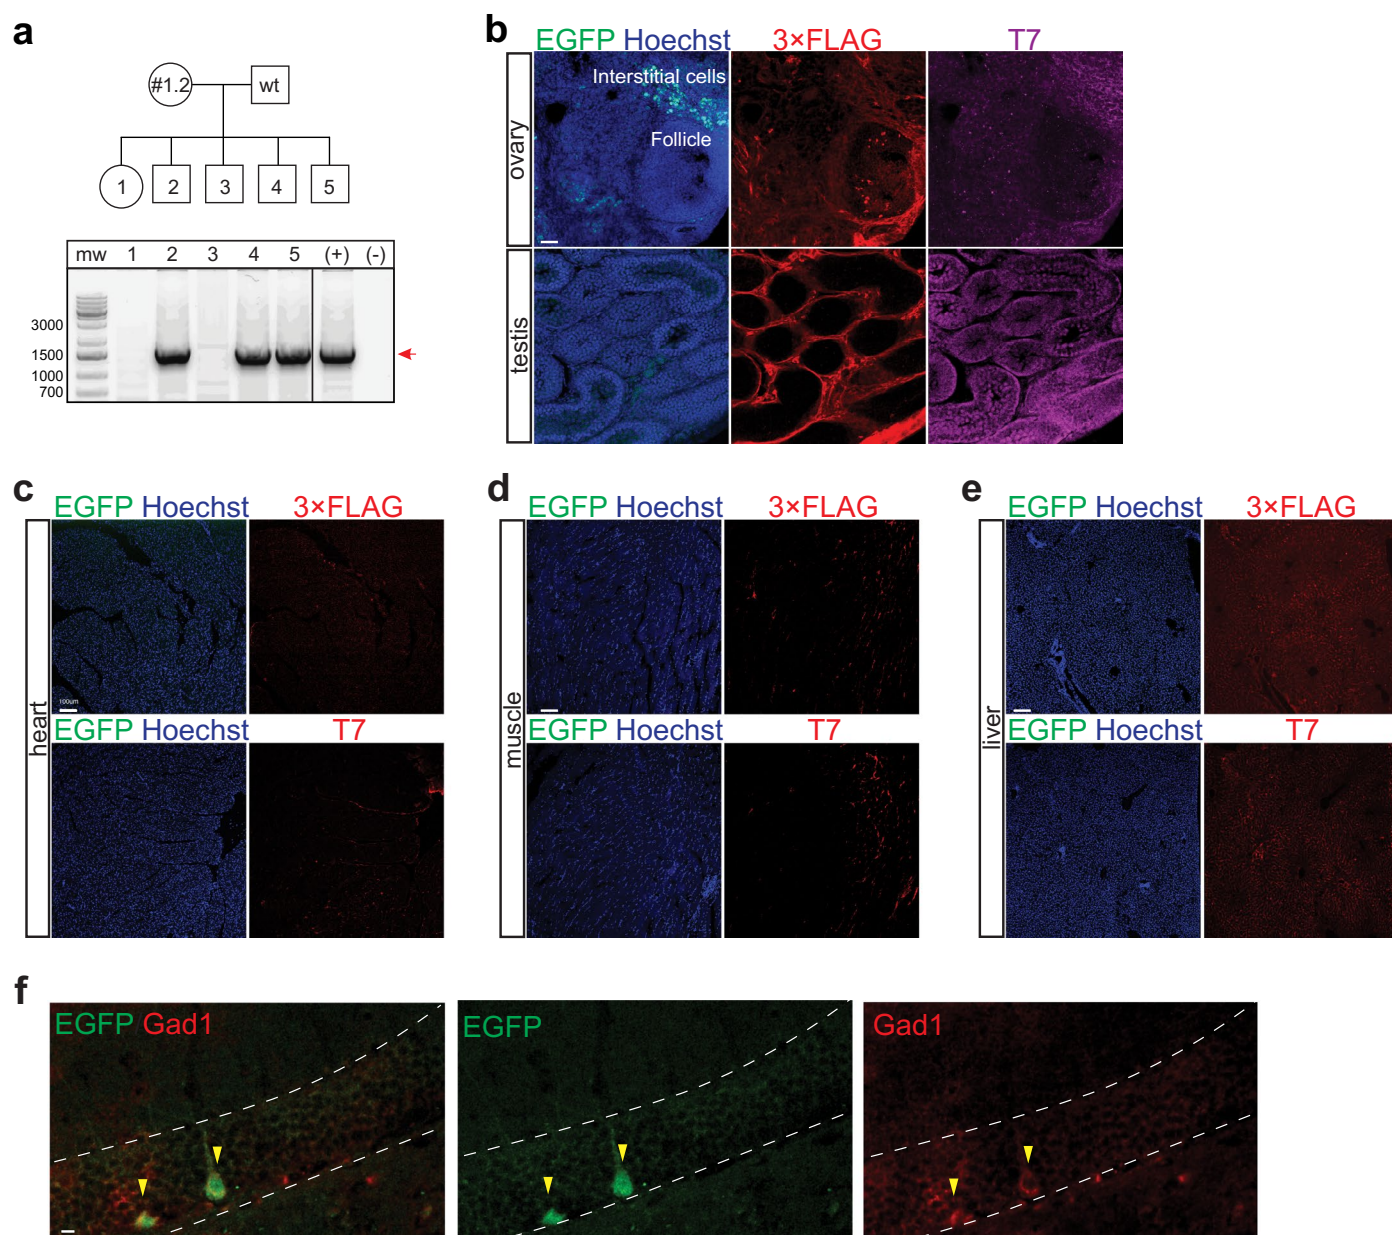 a
#1.2
wt
1 2 3 4 5
mw 1 2 3 4 5 (+) (-)
3000
1500
1000
700
b
EGFP Hoechst 3×FLAG T7
ovary
Interstitial cells
Follicle
testis
c
EGFP Hoechst 3×FLAG
heart
100um
EGFP Hoechst T7
d
EGFP Hoechst 3×FLAG
muscle
EGFP Hoechst T7
e
EGFP Hoechst 3×FLAG
liver
EGFP Hoechst T7
f
EGFP Gad1
EGFP
Gad1